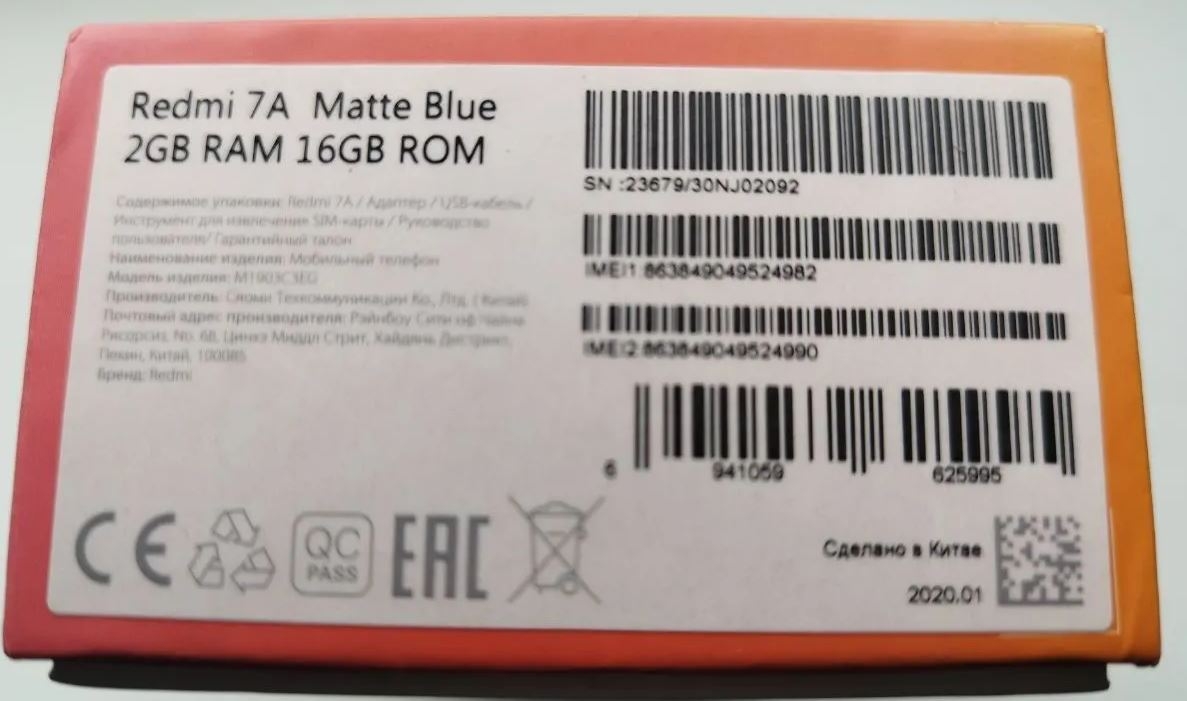 Redmi 7A Matte Blue
2GB RAM 16GB ROM
Содержимое упаковки: Redmi 7A / Адаптер / USB-кабель /
Инструмент для извлечения SIM-карты / Руководство
пользователя/ Гарантийный талон
Наименование изделия: Мобильный телефон
Модель изделия: M1903C3EG
Производитель: Сяоми Техкоммуникации Ко., Лтд. ( Китай)
Почтовый адрес производителя: Рэйнбоу Сити оф Чайна
Рисорсиз, No. 68, Цинхэ Миддл Стрит, Хайдянь Дистрикт,
Пекин, Китай, 100085
Бренд: Redmi
SN :23679/30NJ02092
IMEI1 863849049524982
IMEI2 863849049524990
6 941059 625995
CE
QC
PASS
EAC
Сделано в Китае
2020.01